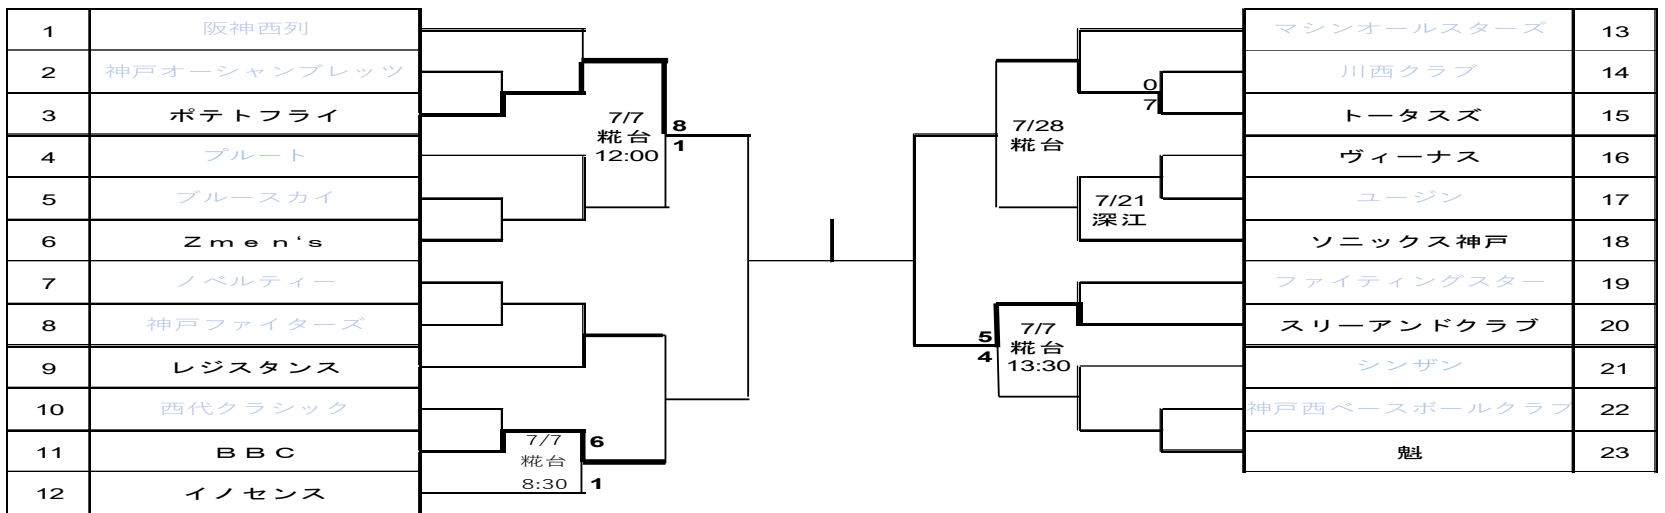 1 阪神西列
2 神戸オーシャンブレッツ
3 ポテトフライ
4 プルート
5 ブルースカイ
6 Zmen's
7 ノベルティー
8 神戸ファイターズ
9 レジスタンス
10 西代クラシック
11 BBC
12 イノセンス
7/7
糀台
12:00
8
1
7/7
糀台
8:30
6
1
0
7
7/28
糀台
7/21
深江
5
4
7/7
糀台
13:30
マシンオールスターズ 13
川西クラブ 14
トータスズ 15
ヴィーナス 16
ユージン 17
ソニックス神戸 18
ファイティングスター 19
スリーアンドクラブ 20
シンザン 21
神戸西ベースボールクラブ 22
魁 23